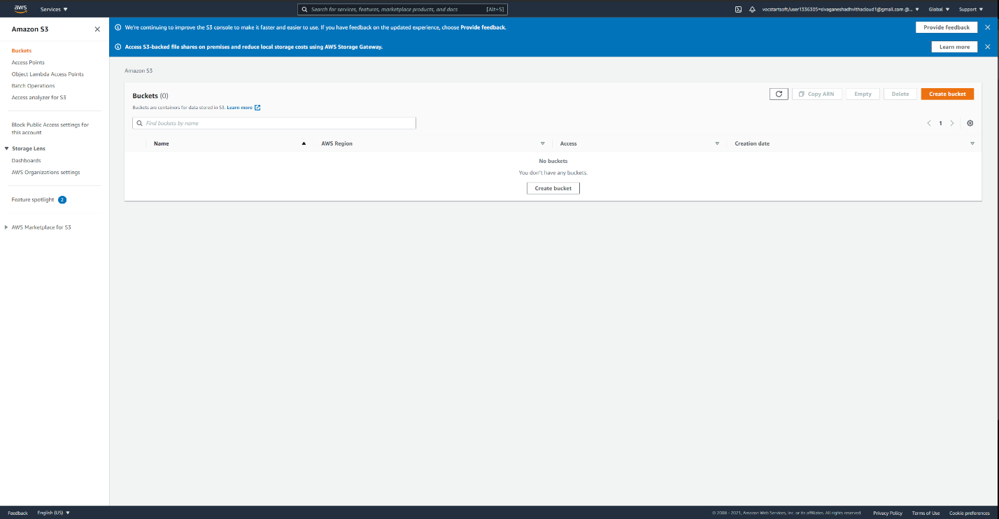 aws
Services
Search for services, features, marketplace products, and docs [Alt+S]
vocstartsoft/user1336305=sivaganeshadhvithacloud1@gmail.com @...
Global
Support
Amazon S3
Buckets
Access Points
Object Lambda Access Points
Batch Operations
Access analyzer for S3
Block Public Access settings for
this account
Storage Lens
Dashboards
AWS Organizations settings
Feature spotlight 2
AWS Marketplace for S3
We're continuing to improve the S3 console to make it faster and easier to use. If you have feedback on the updated experience, choose Provide feedback.
Provide feedback
Access S3-backed file shares on premises and reduce local storage costs using AWS Storage Gateway.
Learn more
Amazon S3
Buckets (0)
Copy ARN
Empty
Delete
Create bucket
Buckets are containers for data stored in S3. Learn more
Find buckets by name
1
Name
AWS Region
Access
Creation date
No buckets
You don't have any buckets.
Create bucket
Feedback
English (US)
© 2008 - 2021, Amazon Web Services, Inc. or its affiliates. All rights reserved.
Privacy Policy
Terms of Use
Cookie preferences